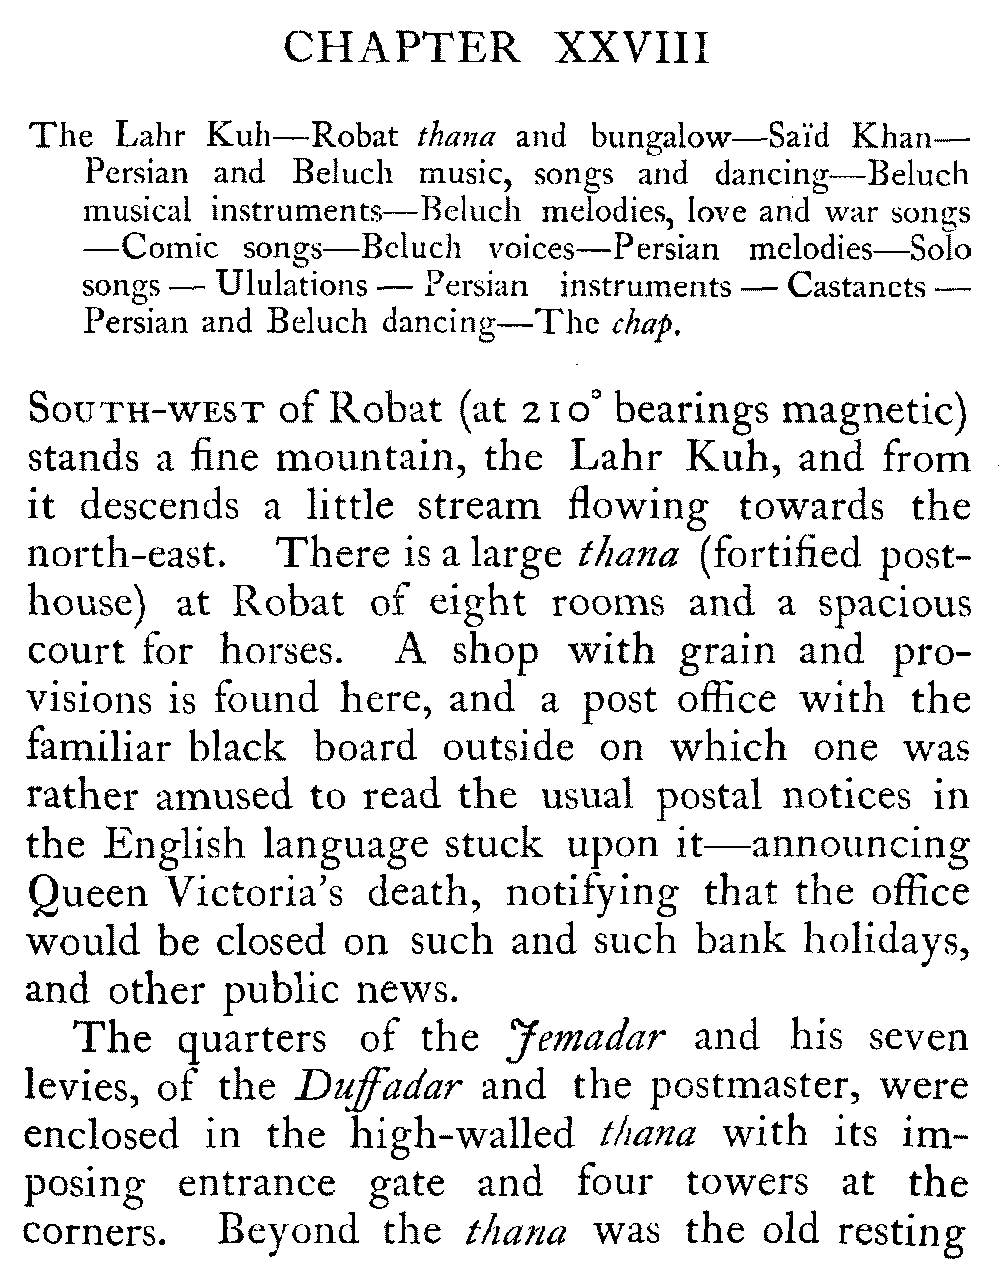 CHAPTER XXVIII
The Lahr Kuh—Robat thana and bungalow—Saïd Khan—
Persian and Beluch music, songs and dancing—Beluch
musical instruments—Beluch melodies, love and war songs
—Comic songs—Beluch voices—Persian melodies—Solo
songs — Ululations — Persian instruments — Castanets —
Persian and Beluch dancing—The chap.
SOUTH-WEST of Robat (at 210° bearings magnetic)
stands a fine mountain, the Lahr Kuh, and from
it descends a little stream flowing towards the
north-east. There is a large thana (fortified post-
house) at Robat of eight rooms and a spacious
court for horses. A shop with grain and pro-
visions is found here, and a post office with the
familiar black board outside on which one was
rather amused to read the usual postal notices in
the English language stuck upon it—announcing
Queen Victoria's death, notifying that the office
would be closed on such and such bank holidays,
and other public news.
The quarters of the Jemadar and his seven
levies, of the Duffadar and the postmaster, were
enclosed in the high-walled thana with its im-
posing entrance gate and four towers at the
corners. Beyond the thana was the old resting